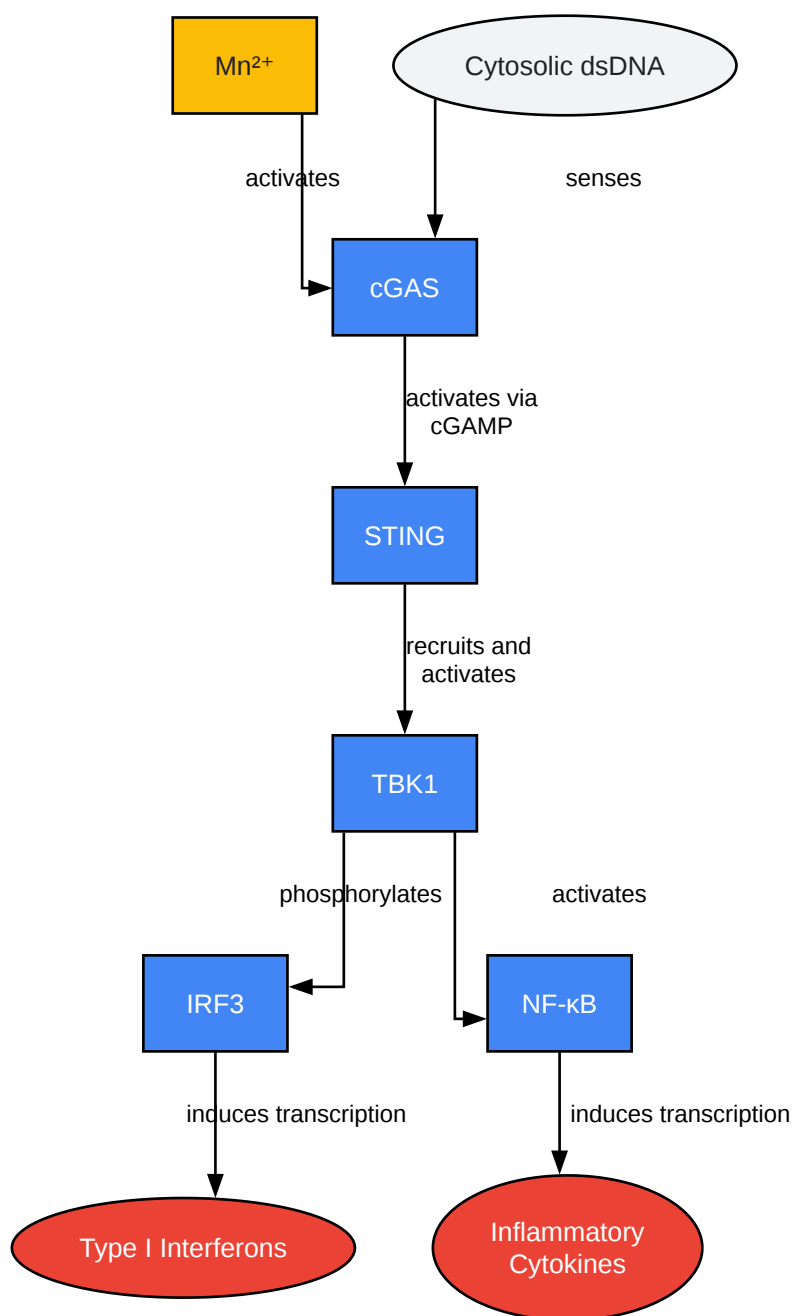 Mn²⁺
Cytosolic dsDNA
activates
senses
cGAS
activates via
cGAMP
STING
recruits and
activates
TBK1
phosphorylates
activates
IRF3
NF-κB
induces transcription
induces transcription
Type I Interferons
Inflammatory
Cytokines